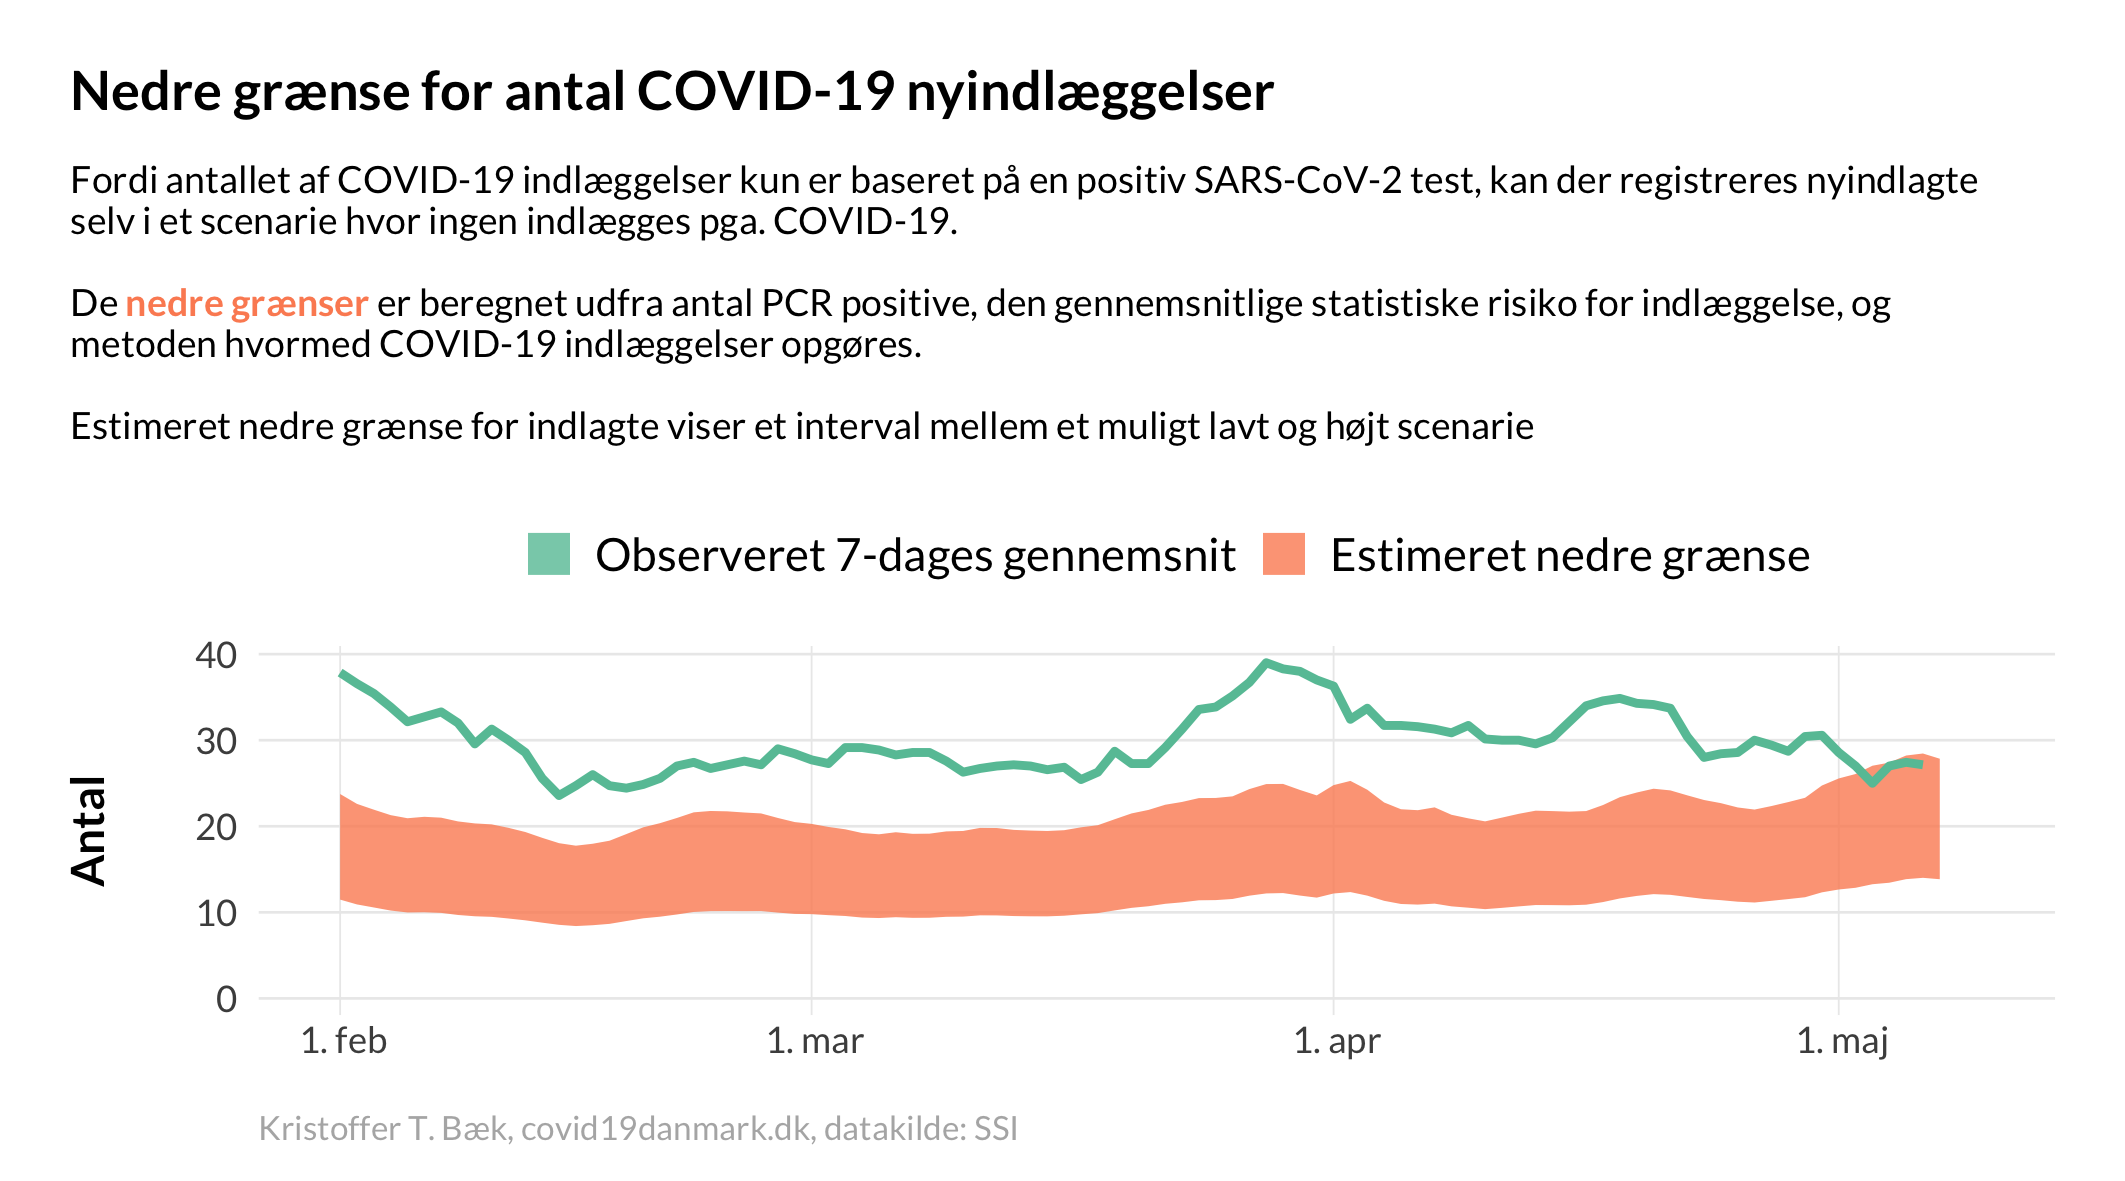 Nedre grænse for antal COVID-19 nyindlæggelser
Fordi antallet af COVID-19 indlæggelser kun er baseret på en positiv SARS-CoV-2 test, kan der registreres nyindlagte
selv i et scenarie hvor ingen indlægges pga. COVID-19.
De nedre grænser er beregnet udfra antal PCR positive, den gennemsnitlige statistiske risiko for indlæggelse, og
metoden hvormed COVID-19 indlæggelser opgøres.
Estimeret nedre grænse for indlagte viser et interval mellem et muligt lavt og højt scenarie
Observeret 7-dages gennemsnit Estimeret nedre grænse
Antal
40
30
20
10
0
1. feb 1. mar 1. apr 1. maj
Kristoffer T. Bæk, covid19danmark.dk, datakilde: SSI